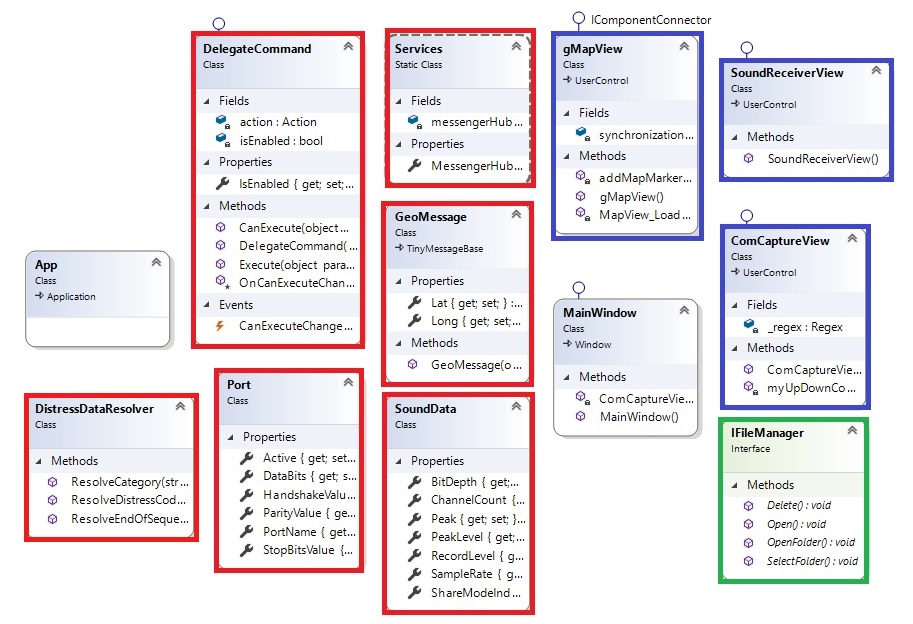 IComponentConnector
DelegateCommand
Class
Fields
action : Action
isEnabled : bool
Properties
IsEnabled { get; set;...
Methods
CanExecute(object...
DelegateCommand(...
Execute(object para...
OnCanExecuteChan...
Events
CanExecuteChange...
Services
Static Class
Fields
messengerHub...
Properties
MessengerHub...
gMapView
Class
UserControl
Fields
synchronization...
Methods
addMapMarker...
gMapView()
MapView_Load...
SoundReceiverView
Class
UserControl
Methods
SoundReceiverView()
App
Class
Application
GeoMessage
Class
TinyMessageBase
Properties
Lat { get; set; } :...
Long { get; set;...
Methods
GeoMessage(o...
MainWindow
Class
Window
Methods
ComCaptureVie...
MainWindow()
ComCaptureView
Class
UserControl
Fields
_regex : Regex
Methods
ComCaptureVie...
myUpDownCo...
DistressDataResolver
Class
Methods
ResolveCategory(str...
ResolveDistressCod...
ResolveEndOfSeque...
Port
Class
Properties
Active { get; set...
DataBits { get; s...
HandshakeValu...
ParityValue { ge...
PortName { get...
StopBitsValue {...
SoundData
Class
Properties
BitDepth { get;...
ChannelCount {...
Peak { get; set; }...
PeakLevel { get;...
RecordLevel { g...
SampleRate { g...
ShareModeInd...
IFileManager
Interface
Methods
Delete() : void
Open() : void
OpenFolder() : void
SelectFolder() : void